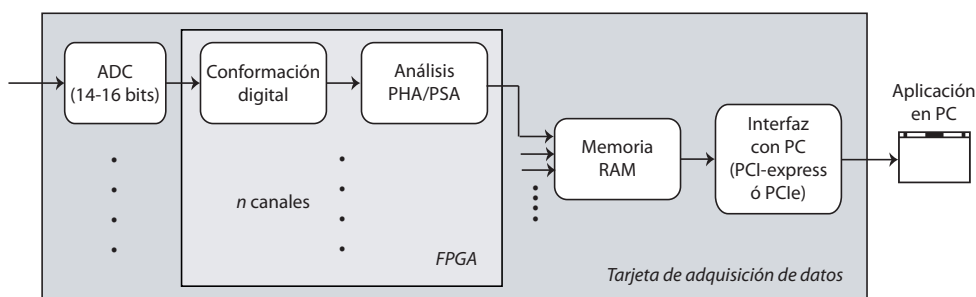 ADC
(14-16 bits)
Conformación
digital
Análisis
PHA/PSA
n canales
FPGA
Memoria
RAM
Interfaz
con PC
(PCI-express
ó PCIe)
Aplicación
en PC
Tarjeta de adquisición de datos